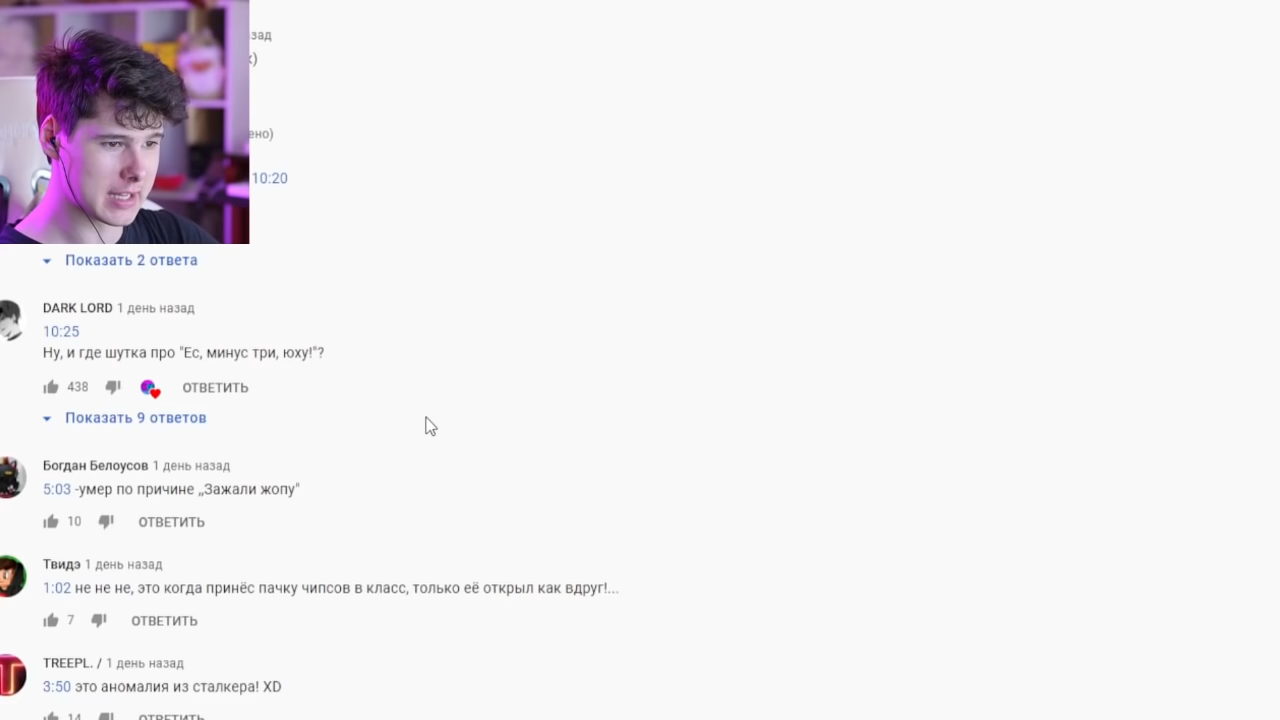 зад
)
ено)
10:20
Показать 2 ответа
DARK LORD 1 день назад
10:25
Ну, и где шутка про "Ес, минус три, юху!"?
438 ОТВЕТИТЬ
Показать 9 ответов
Богдан Белоусов 1 день назад
5:03 -умер по причине ,,Зажали жопу"
10 ОТВЕТИТЬ
Твидэ 1 день назад
1:02 не не не, это когда принёс пачку чипсов в класс, только её открыл как вдруг!...
7 ОТВЕТИТЬ
TREEPL. / 1 день назад
3:50 это аномалия из сталкера! XD
14 ОТВЕТИТЬ